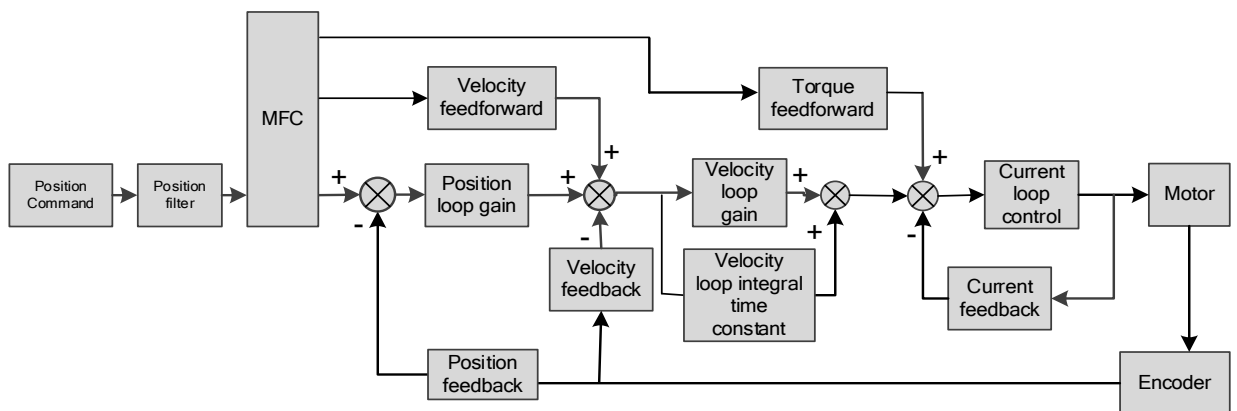 Position
Command
Position
filter
MFC
Velocity
feedforward
Torque
feedforward
+
-
Position
loop gain
+
+
-
Velocity
feedback
Velocity
loop
gain
Velocity
loop integral
time
constant
+
+
+
-
Current
loop
control
Current
feedback
Motor
Encoder
Position
feedback